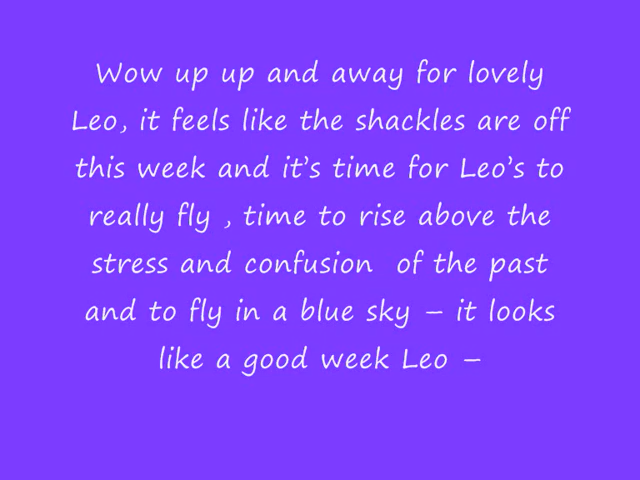 Wow up up and away for lovely
Leo, it feels like the shackles are off
this week and it’s time for Leo’s to
really fly , time to rise above the
stress and confusion  of the past
and to fly in a blue sky – it looks
like a good week Leo –